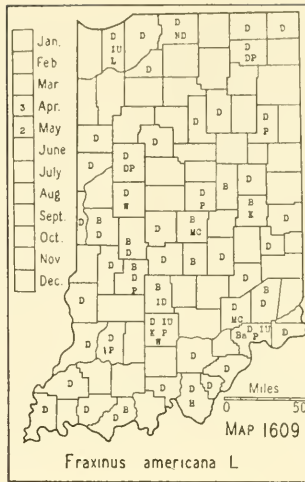 Jan.
Feb
Mar
3 Apr.
2 May
June
July
Aug
Sept.
Oct.
Nov
Dec.
D D D D D D
IU ND D
L D DP
D D D D D
P
D D
D DP
D D B
W P B K
D B B D
D MC
B D B B D
D D
D P B D B
ID MC
D D IU D IU D
P K P Bn P
W
D D D
B
D D D B
Miles
0 50
MAP 1609
Fraxinus americana L